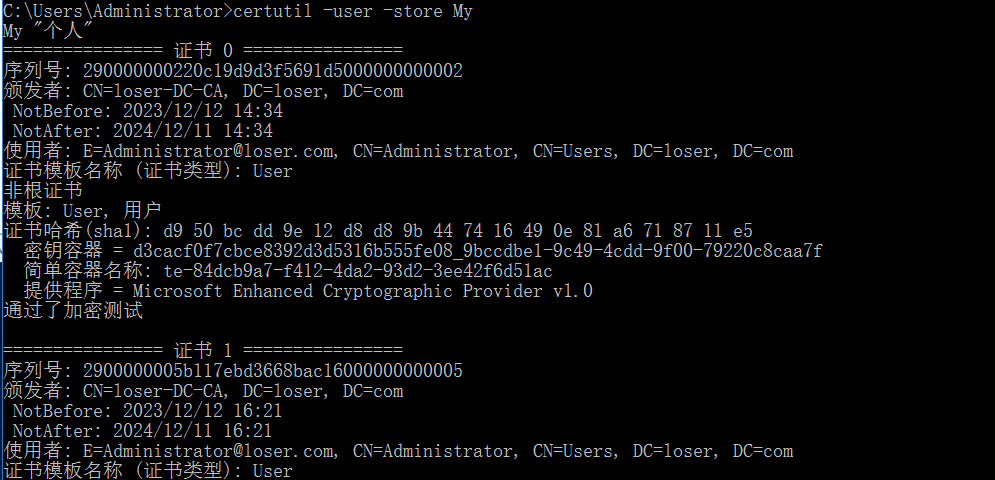 C:\Users\Administrator>certutil -user -store My
My "个人"
================ 证书 0 ================
序列号: 290000000220c19d9d3f5691d5000000000002
颁发者: CN=loser-DC-CA, DC=loser, DC=com
 NotBefore: 2023/12/12 14:34
 NotAfter: 2024/12/11 14:34
使用者: E=Administrator@loser.com, CN=Administrator, CN=Users, DC=loser, DC=com
证书模板名称 (证书类型): User
非根证书
模板: User, 用户
证书哈希(sha1): d9 50 bc dd 9e 12 d8 d8 9b 44 74 16 49 0e 81 a6 71 87 11 e5
  密钥容器 = d3cacf0f7cbce8392d3d5316b555fe08_9bccdbe1-9c49-4cdd-9f00-79220c8caa7f
  简单容器名称: te-84dcb9a7-f412-4da2-93d2-3ee42f6d51ac
  提供程序 = Microsoft Enhanced Cryptographic Provider v1.0
通过了加密测试
================ 证书 1 ================
序列号: 2900000005b117ebd3668bac16000000000005
颁发者: CN=loser-DC-CA, DC=loser, DC=com
 NotBefore: 2023/12/12 16:21
 NotAfter: 2024/12/11 16:21
使用者: E=Administrator@loser.com, CN=Administrator, CN=Users, DC=loser, DC=com
证书模板名称 (证书类型): User